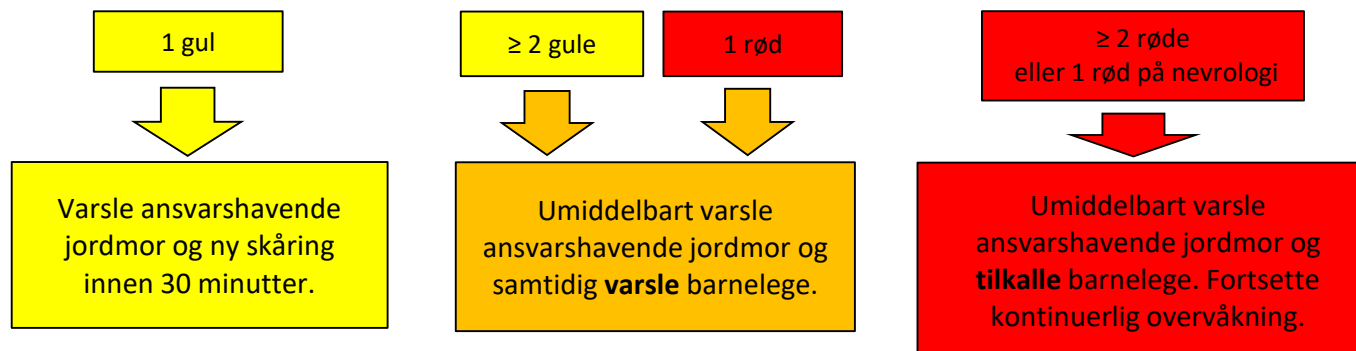 1 gul
≥ 2 gule
1 rød
≥ 2 røde
eller 1 rød på nevrologi
Varsle ansvarshavende
jordmor og ny skåring
innen 30 minutter.
Umiddelbart varsle
ansvarshavende jordmor og
samtidig varsle barnelege.
Umiddelbart varsle
ansvarshavende jordmor og
tilkalle barnelege. Fortsette
kontinuerlig overvåkning.